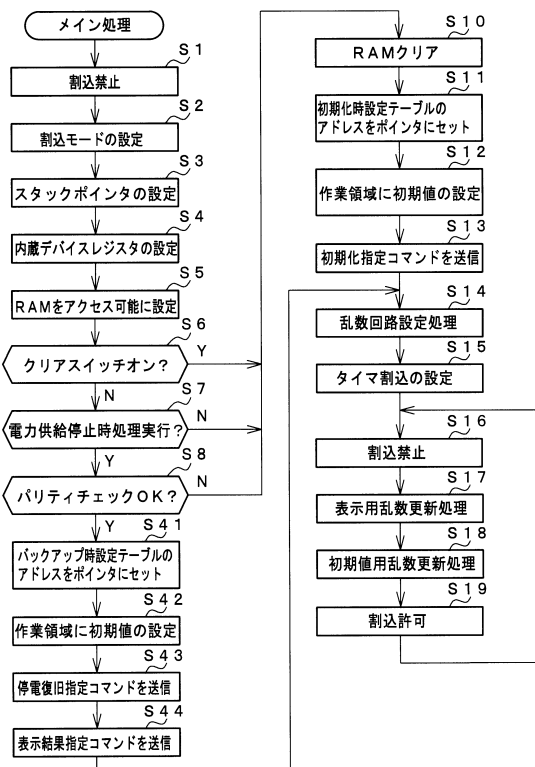 メイン処理
S1
割込禁止
S2
割込モードの設定
S3
スタックポインタの設定
S4
内蔵デバイスレジスタの設定
S5
RAMをアクセス可能に設定
S6
クリアスイッチオン?
Y
N
S7
電力供給停止時処理実行?
N
Y
S8
パリティチェックOK?
N
Y
S41
バックアップ時設定テーブルの
アドレスをポインタにセット
S42
作業領域に初期値の設定
S43
停電復旧指定コマンドを送信
S44
表示結果指定コマンドを送信
S10
RAMクリア
S11
初期化時設定テーブルの
アドレスをポインタにセット
S12
作業領域に初期値の設定
S13
初期化指定コマンドを送信
S14
乱数回路設定処理
S15
タイマ割込の設定
S16
割込禁止
S17
表示用乱数更新処理
S18
初期値用乱数更新処理
S19
割込許可